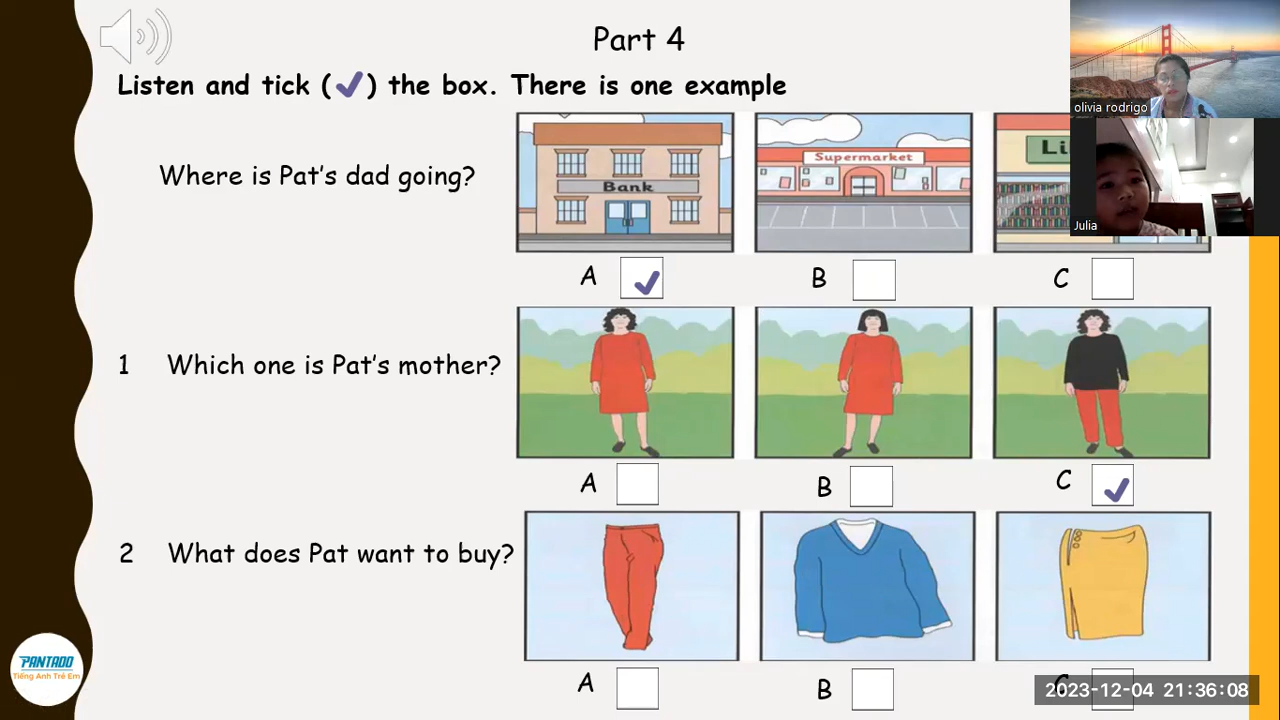 Part 4
Listen and tick (✓) the box. There is one example
olivia rodrigo
Julia
Where is Pat's dad going?
Bank
Supermarket
Li
A ✓ B C
1 Which one is Pat's mother?
A B C ✓
2 What does Pat want to buy?
A B
2023-12-04 21:36:08
PANTADO
Tiếng Anh Trẻ Em